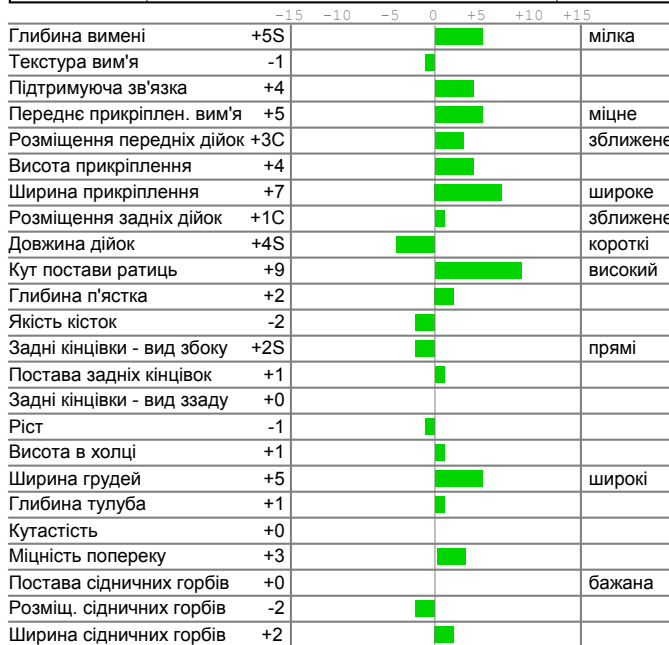 -15 -10 -5 0 +5 +10 +15
Глибина вимені +5S мілка
Текстура вим'я -1
Підтримуюча зв'язка +4
Переднє прикріплен. вим'я +5 міцне
Розміщення передніх дійок +3C зближене
Висота прикріплення +4
Ширина прикріплення +7 широке
Розміщення задніх дійок +1C зближене
Довжина дійок +4S короткі
Кут постави ратиць +9 високий
Глибина п'ястка +2
Якість кісток -2
Задні кінцівки - вид збоку +2S прямі
Постава задніх кінцівок +1
Задні кінцівки - вид ззаду +0
Ріст -1
Висота в холці +1
Ширина грудей +5 широкі
Глибина тулуба +1
Кутастість +0
Міцність попереку +3
Постава сідничних горбів +0 бажана
Розміщ. сідничних горбів -2
Ширина сідничних горбів +2